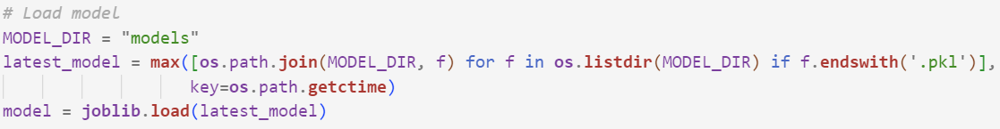 # Load model
MODEL_DIR = "models"
latest_model = max([os.path.join(MODEL_DIR, f) for f in os.listdir(MODEL_DIR) if f.endswith('.pkl')],
                   key=os.path.getctime)
model = joblib.load(latest_model)